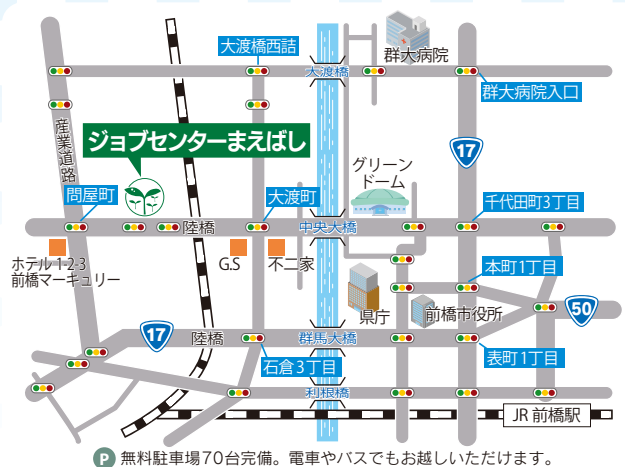 大渡橋西詰
群大病院
大渡橋
群大病院入口
産業道路
17
ジョブセンターまえばし
グリーン
ドーム
問屋町
大渡町
千代田町3丁目
陸橋
中央大橋
ホテル1-2-3
前橋マーキュリー
G.S
不二家
本町1丁目
県庁
前橋市役所
50
17
陸橋
群馬大橋
石倉3丁目
表町1丁目
利根橋
JR 前橋駅
P 無料駐車場70台完備。電車やバスでもお越しいただけます。